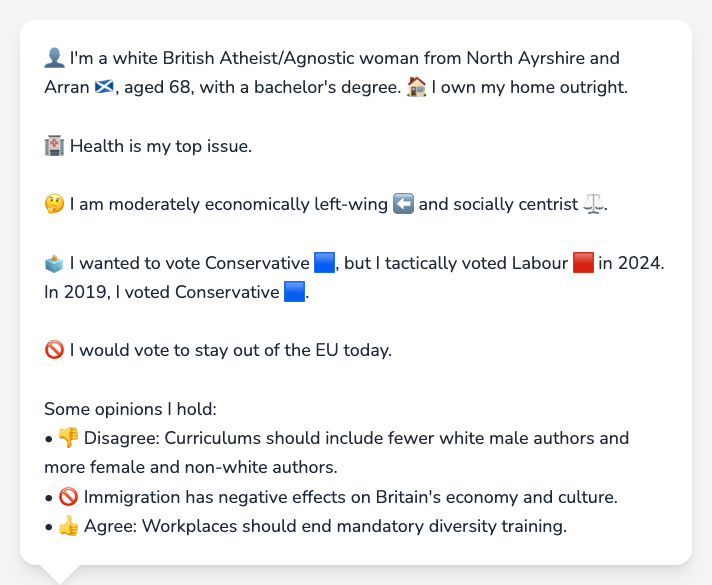 👤 I'm a white British Atheist/Agnostic woman from North Ayrshire and
Arran 🏴󠁧󠁢󠁳󠁣󠁴󠁿, aged 68, with a bachelor's degree. 🏠 I own my home outright.
🏥 Health is my top issue.
🤔 I am moderately economically left-wing ⬅️ and socially centrist ⚖️.
🗳️ I wanted to vote Conservative 🟦, but I tactically voted Labour 🟥 in 2024.
In 2019, I voted Conservative 🟦.
🚫 I would vote to stay out of the EU today.
Some opinions I hold:
• 👎 Disagree: Curriculums should include fewer white male authors and
more female and non-white authors.
• 🚫 Immigration has negative effects on Britain's economy and culture.
• 👍 Agree: Workplaces should end mandatory diversity training.